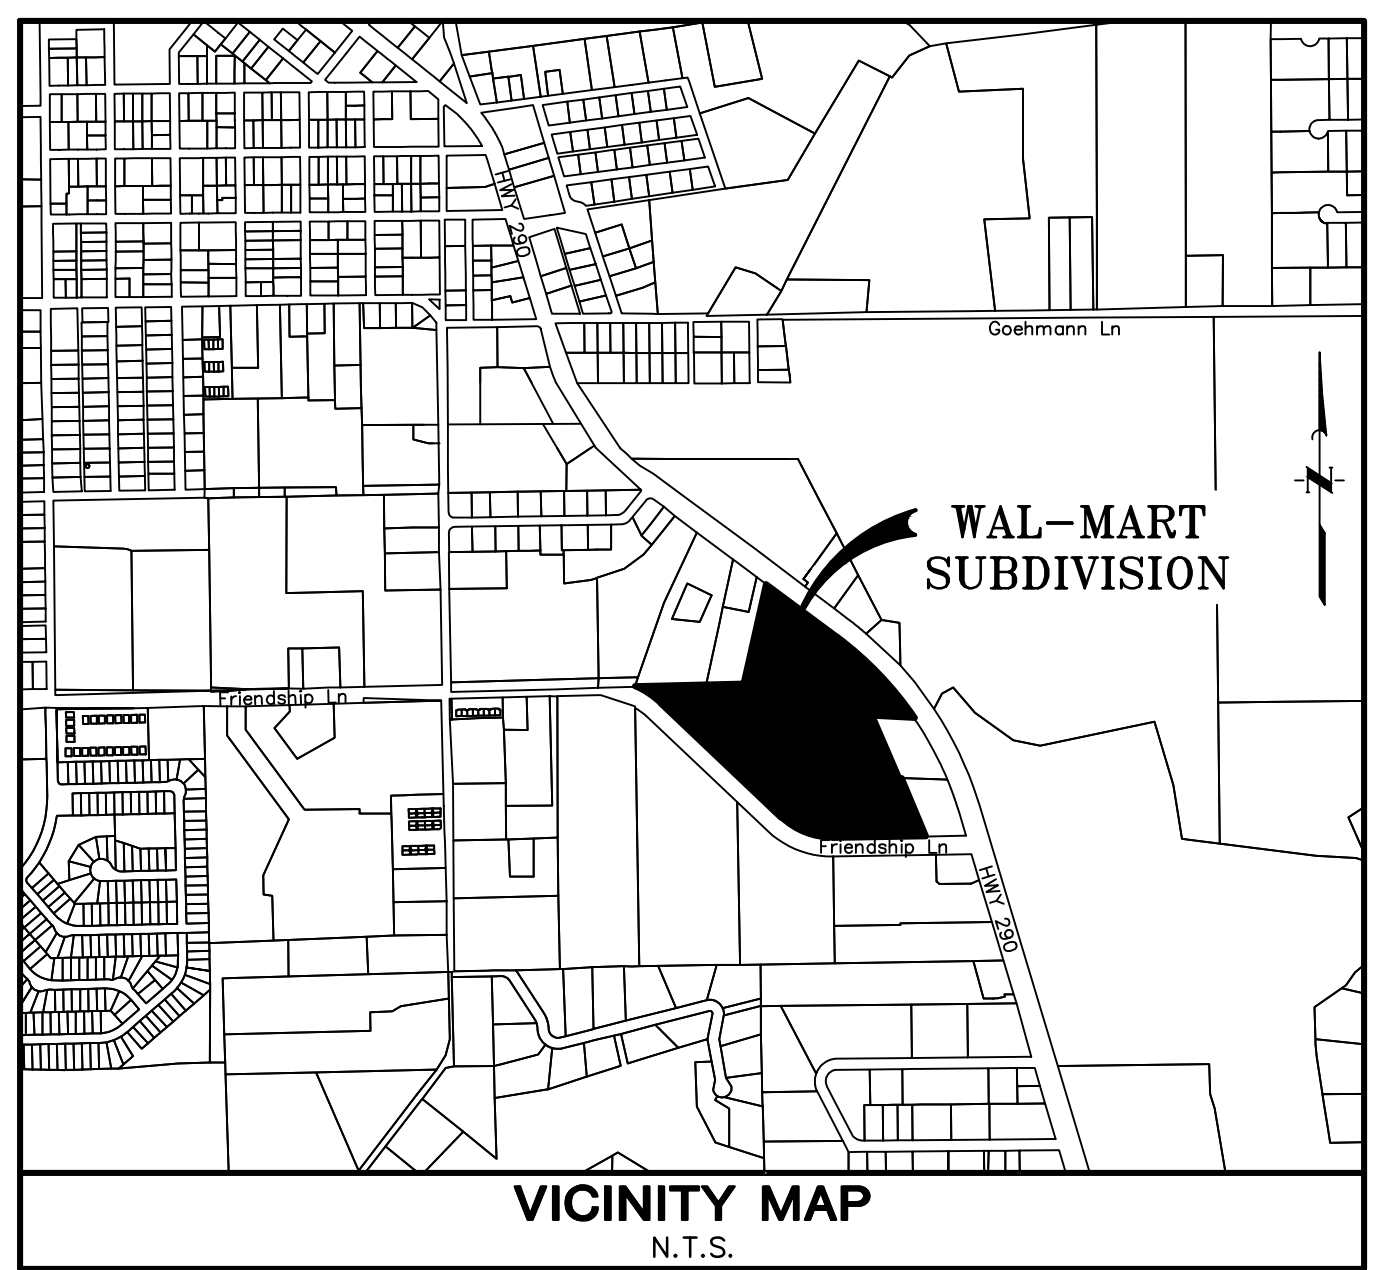 HWY 290
Goehmann Ln
N
WAL-MART
SUBDIVISION
Friendship Ln
Friendship Ln
HWY 290
VICINITY MAP
N.T.S.